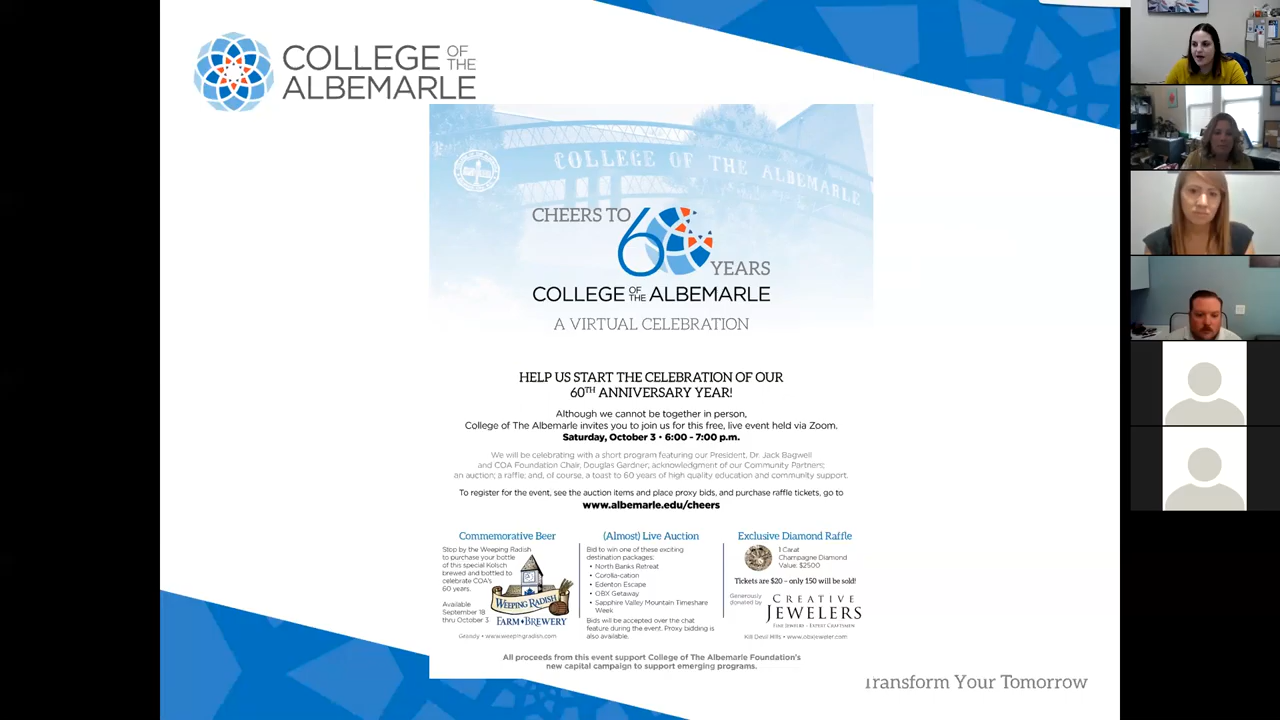 COLLEGE OF THE
ALBEMARLE
COLLEGE OF THE ALBEMARLE
CHEERS TO
60
YEARS
COLLEGE OF THE ALBEMARLE
A VIRTUAL CELEBRATION
HELP US START THE CELEBRATION OF OUR
60TH ANNIVERSARY YEAR!
Although we cannot be together in person,
College of The Albemarle invites you to join us for this free, live event held via Zoom.
Saturday, October 3 • 6:00 - 7:00 p.m.
We will be celebrating with a short program featuring our President, Dr. Jack Bagwell
and COA Foundation Chair, Douglas Gardner; acknowledgment of our Community Partners;
an auction; a raffle; and, of course, a toast to 60 years of high quality education and community support.
To register for the event, see the auction items and place proxy bids, and purchase raffle tickets, go to
www.albemarle.edu/cheers
Commemorative Beer
Stop by the Weeping Radish
to purchase your bottle
of this special Kolsch
brewed and bottled to
celebrate COA's
60 years.
Available
September 18
thru October 3
WEEPING RADISH
FARM • BREWERY
Grandy • www.weepingradish.com
(Almost) Live Auction
Bid to win one of these exciting
destination packages:
• North Banks Retreat
• Corolla-cation
• Edenton Escape
• OBX Getaway
• Sapphire Valley Mountain Timeshare
Week
Bids will be accepted over the chat
feature during the event. Proxy bidding is
also available.
Exclusive Diamond Raffle
1 Carat
Champagne Diamond
Value: $2500
Tickets are $20 – only 150 will be sold!
Generously
donated by
CREATIVE
JEWELERS
FINE JEWELRY • EXPERT CRAFTSMEN
Kill Devil Hills • www.obxjeweler.com
All proceeds from this event support College of The Albemarle Foundation's
new capital campaign to support emerging programs.
Transform Your Tomorrow